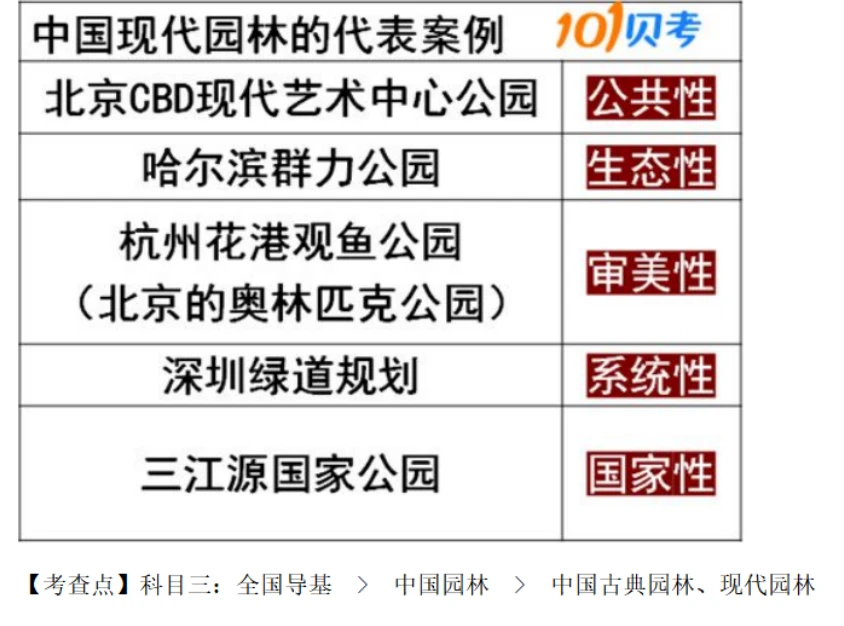 中国现代园林的代表案例 101贝考
北京CBD现代艺术中心公园 公共性
哈尔滨群力公园 生态性
杭州花港观鱼公园
（北京的奥林匹克公园） 审美性
深圳绿道规划 系统性
三江源国家公园 国家性
【考查点】科目三：全国导基 > 中国园林 > 中国古典园林、现代园林